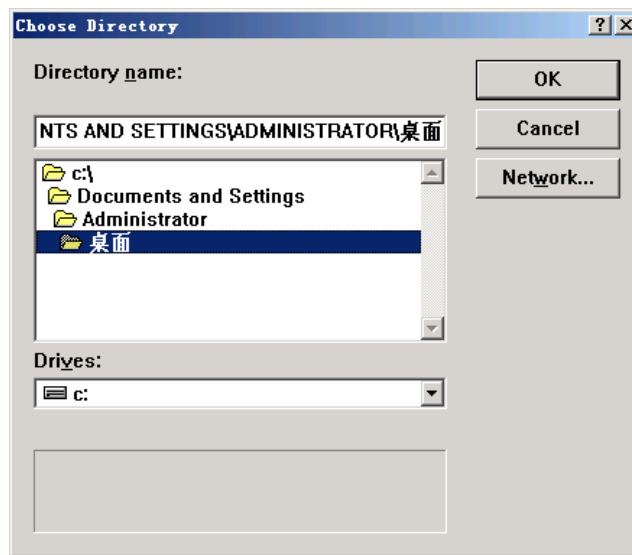 Choose Directory
Directory name:
OK
NTS AND SETTINGS\ADMINISTRATOR\桌面
Cancel
c:\
Network...
Documents and Settings
Administrator
桌面
Drives:
c: